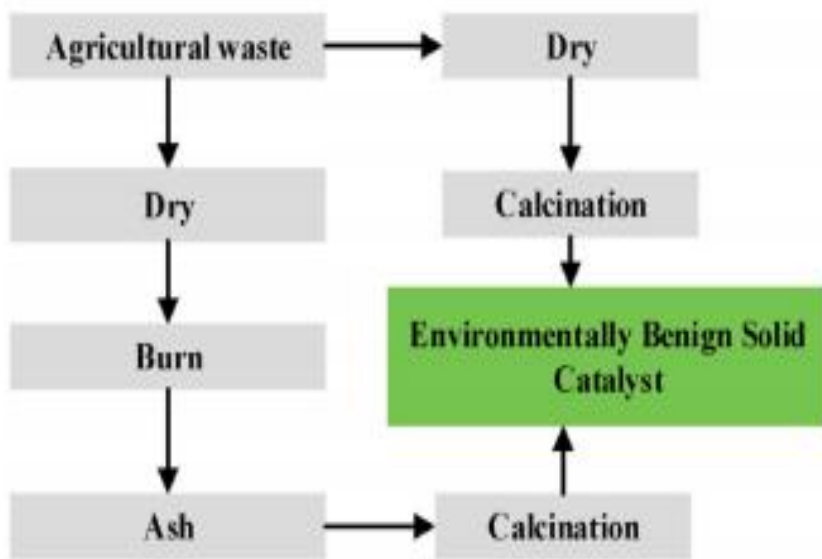 Agricultural waste
Dry
Dry
Calcination
Burn
Environmentally Benign Solid
Catalyst
Ash
Calcination